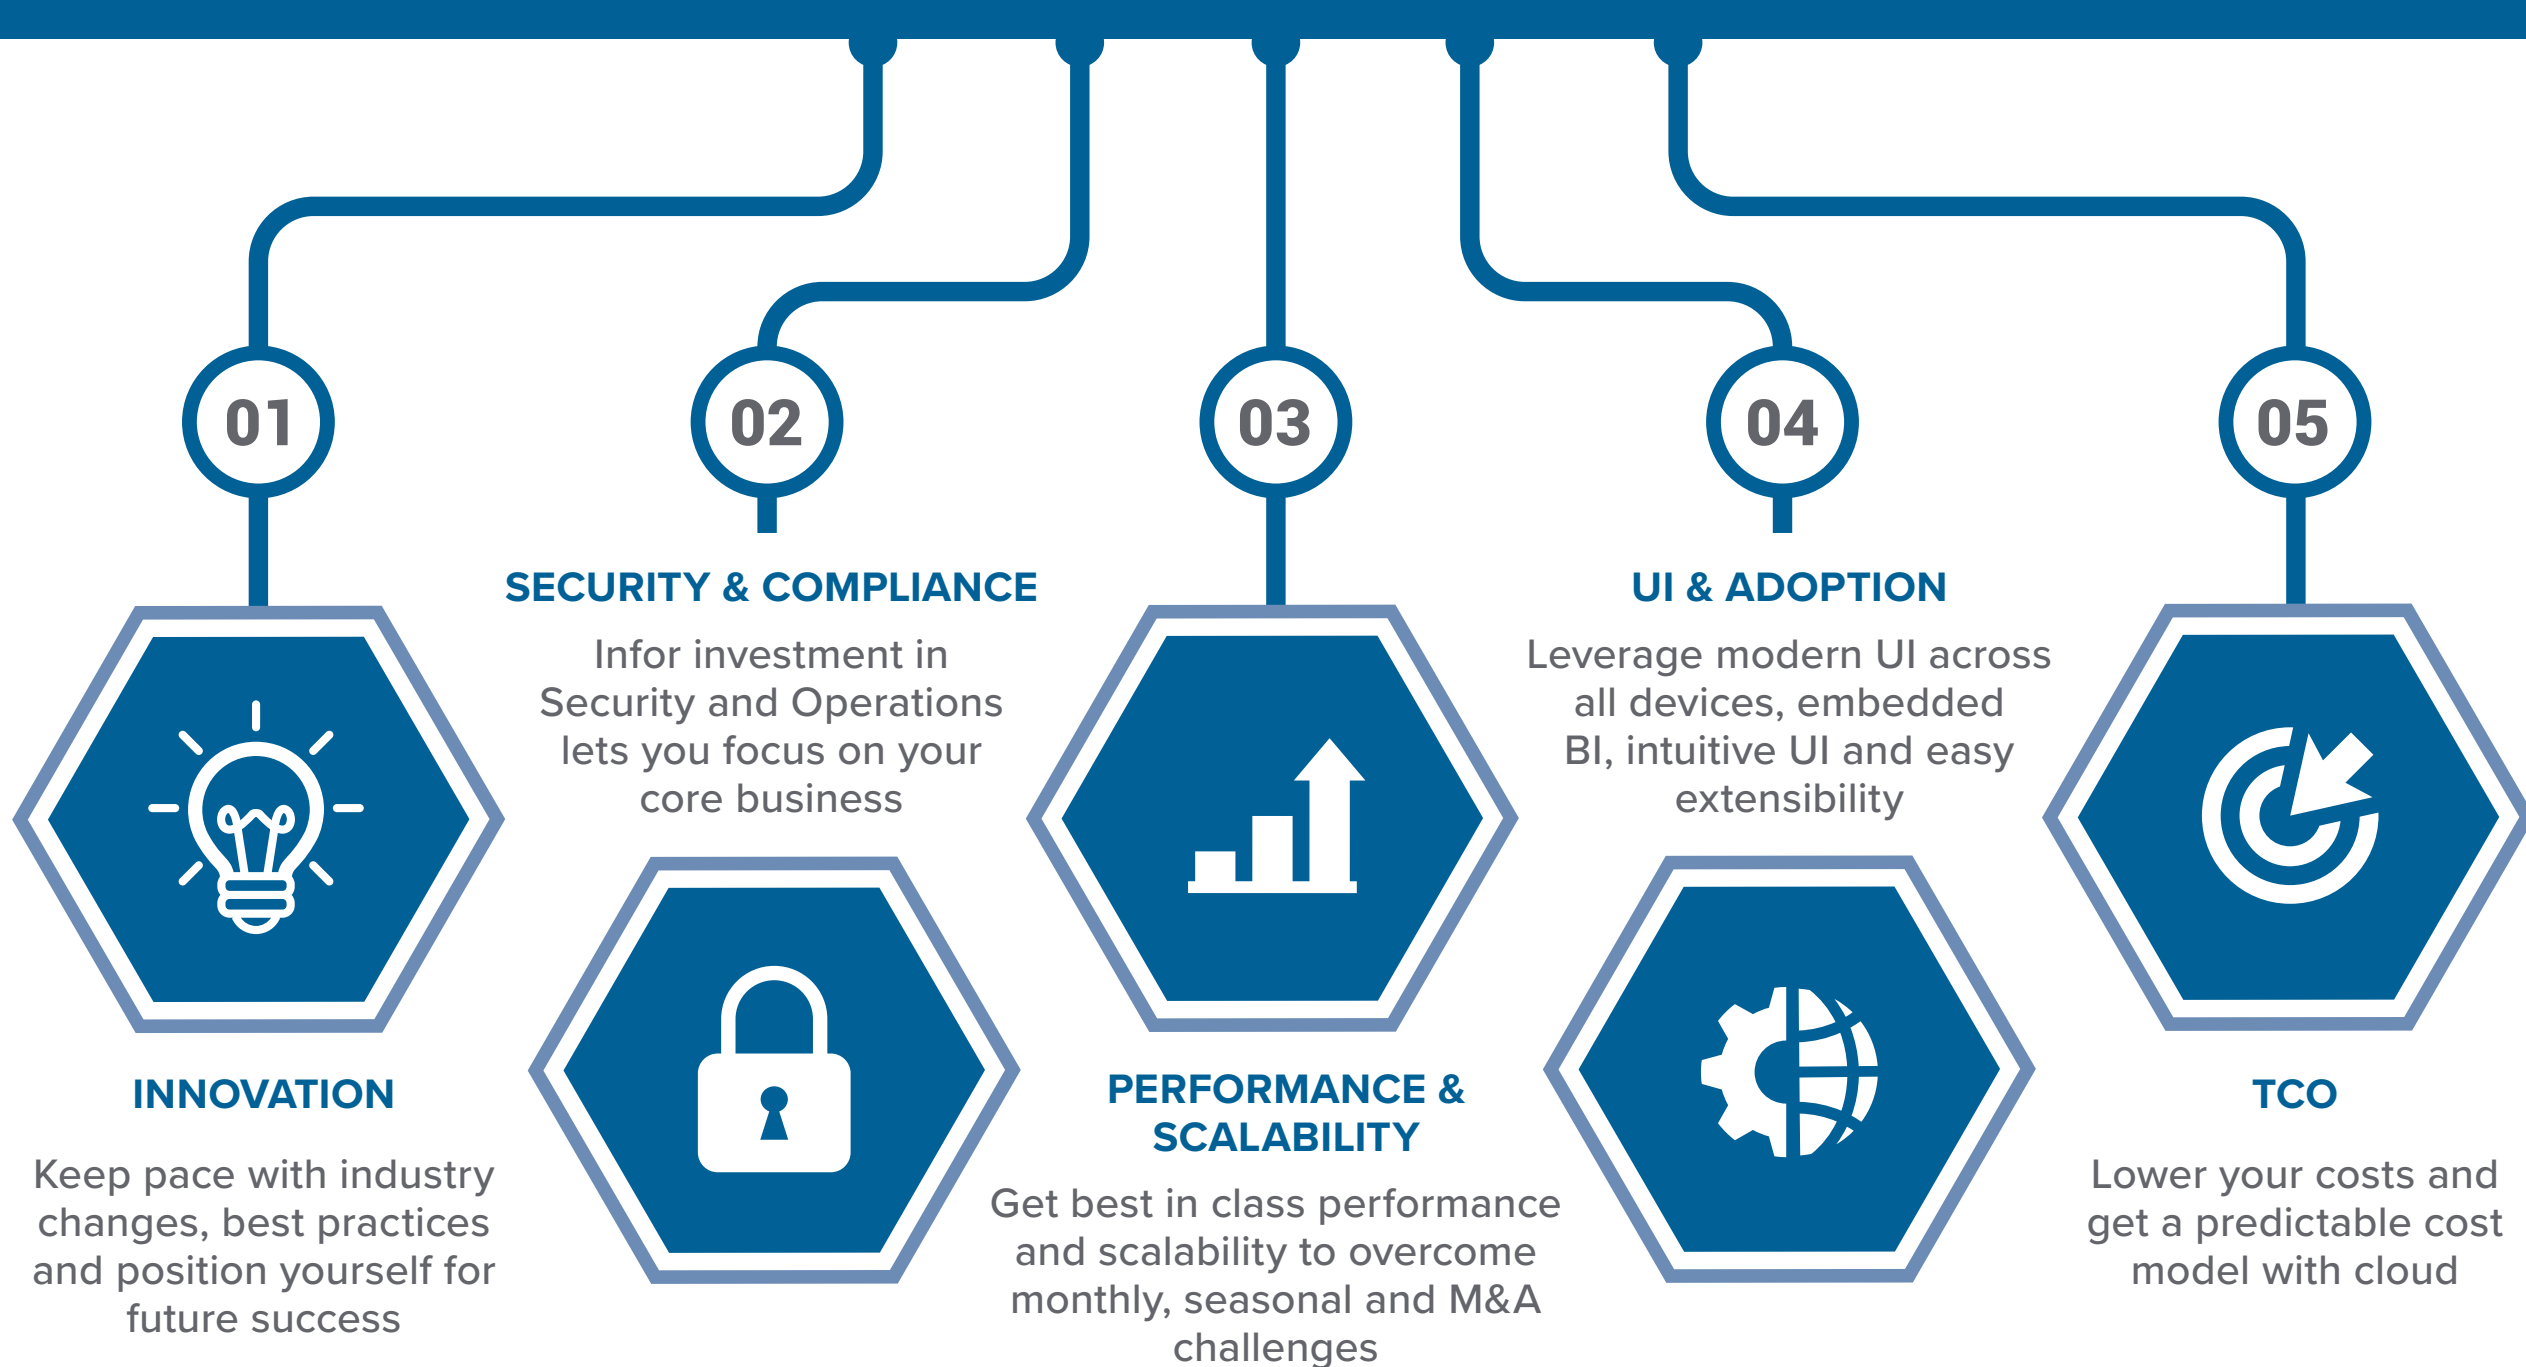 01
INNOVATION
Keep pace with industry
changes, best practices
and position yourself for
future success
02
SECURITY & COMPLIANCE
Infor investment in
Security and Operations
lets you focus on your
core business
03
PERFORMANCE &
SCALABILITY
Get best in class performance
and scalability to overcome
monthly, seasonal and M&A
challenges
04
UI & ADOPTION
Leverage modern UI across
all devices, embedded
BI, intuitive UI and easy
extensibility
05
TCO
Lower your costs and
get a predictable cost
model with cloud